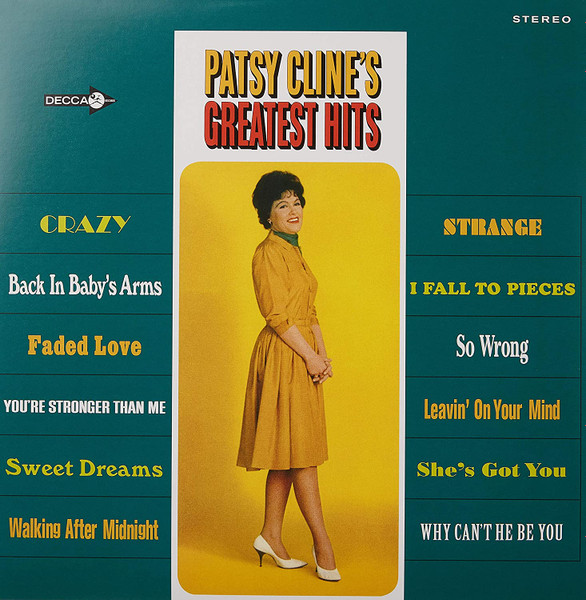 STEREO
PATSY CLINE'S
GREATEST HITS
DECCA
CRAZY
Back In Baby's Arms
Faded Love
YOU'RE STRONGER THAN ME
Sweet Dreams
Walking After Midnight
STRANGE
I FALL TO PIECES
So Wrong
Leavin' On Your Mind
She's Got You
WHY CAN'T HE BE YOU